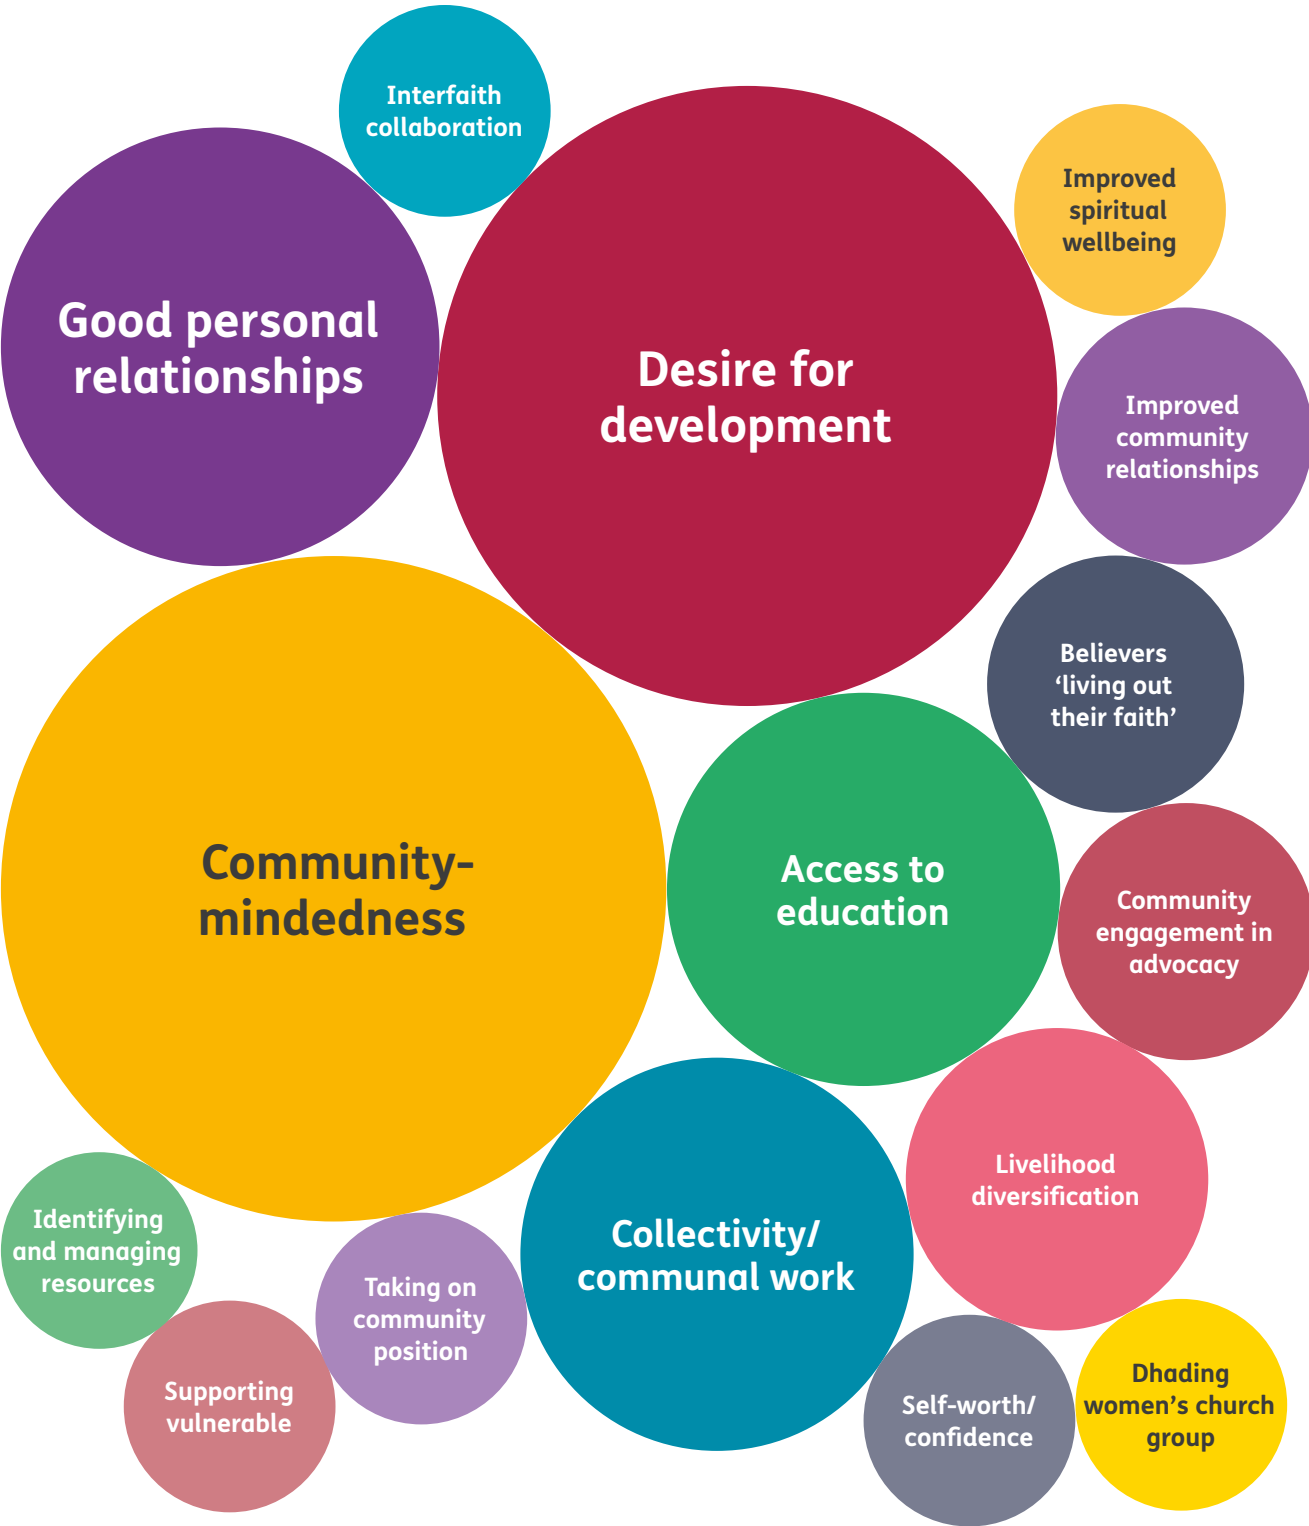 Interfaith
collaboration
Improved
spiritual
wellbeing
Good personal
relationships
Desire for
development
Improved
community
relationships
Believers
‘living out
their faith’
Community-
mindedness
Access to
education
Community
engagement in
advocacy
Livelihood
diversification
Identifying
and managing
resources
Collectivity/
communal work
Taking on
community
position
Supporting
vulnerable
Self-worth/
confidence
Dhading
women’s church
group